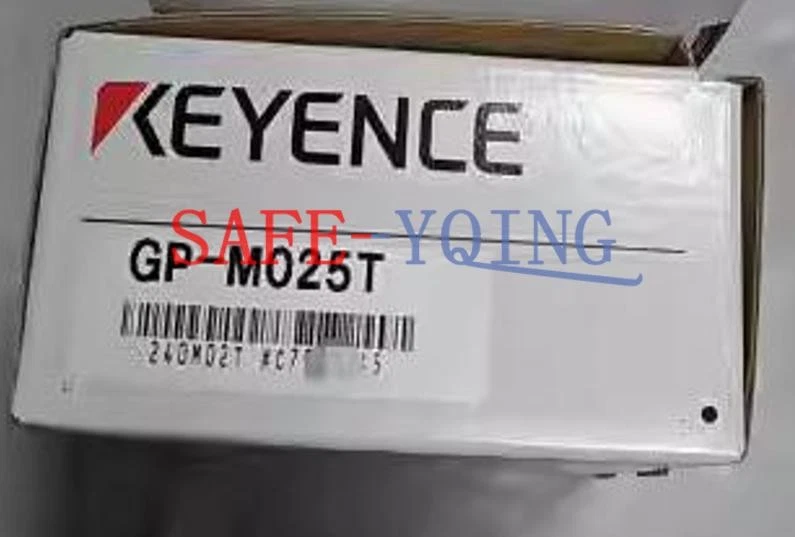 KEYENCE
SAFE-YQING
GP-M025T
240M02T